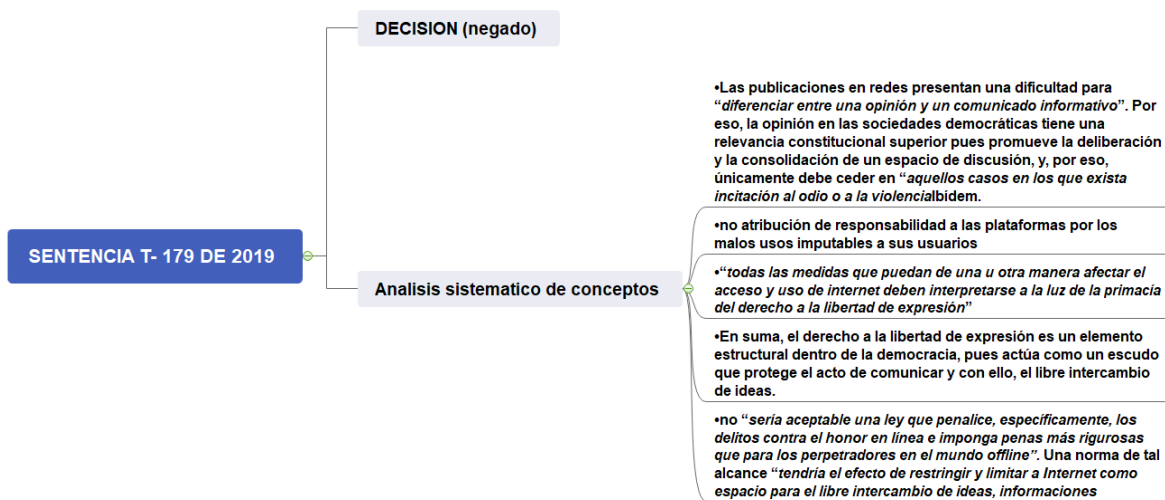 DECISION (negado)
•Las publicaciones en redes presentan una dificultad para
“diferenciar entre una opinión y un comunicado informativo”. Por
eso, la opinión en las sociedades democráticas tiene una
relevancia constitucional superior pues promueve la deliberación
y la consolidación de un espacio de discusión, y, por eso,
únicamente debe ceder en “aquellos casos en los que exista
incitación al odio o a la violencialbídem.
•no atribución de responsabilidad a las plataformas por los
malos usos imputables a sus usuarios
SENTENCIA T- 179 DE 2019
Analisis sistematico de conceptos
•“todas las medidas que puedan de una u otra manera afectar el
acceso y uso de internet deben interpretarse a la luz de la primacía
del derecho a la libertad de expresión”
•En suma, el derecho a la libertad de expresión es un elemento
estructural dentro de la democracia, pues actúa como un escudo
que protege el acto de comunicar y con ello, el libre intercambio
de ideas.
•no “sería aceptable una ley que penalice, específicamente, los
delitos contra el honor en línea e imponga penas más rigurosas
que para los perpetradores en el mundo offline”. Una norma de tal
alcance “tendría el efecto de restringir y limitar a Internet como
espacio para el libre intercambio de ideas, informaciones